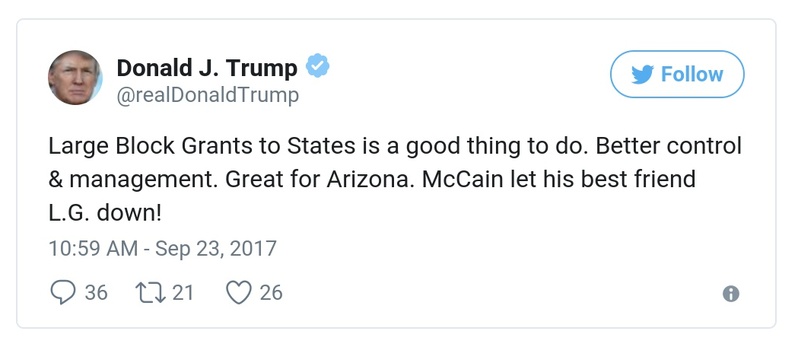 Donald J. Trump
Follow
@realDonaldTrump
Large Block Grants to States is a good thing to do. Better control
& management. Great for Arizona. McCain let his best friend
L.G. down!
10:59 AM - Sep 23, 2017
36 21 26